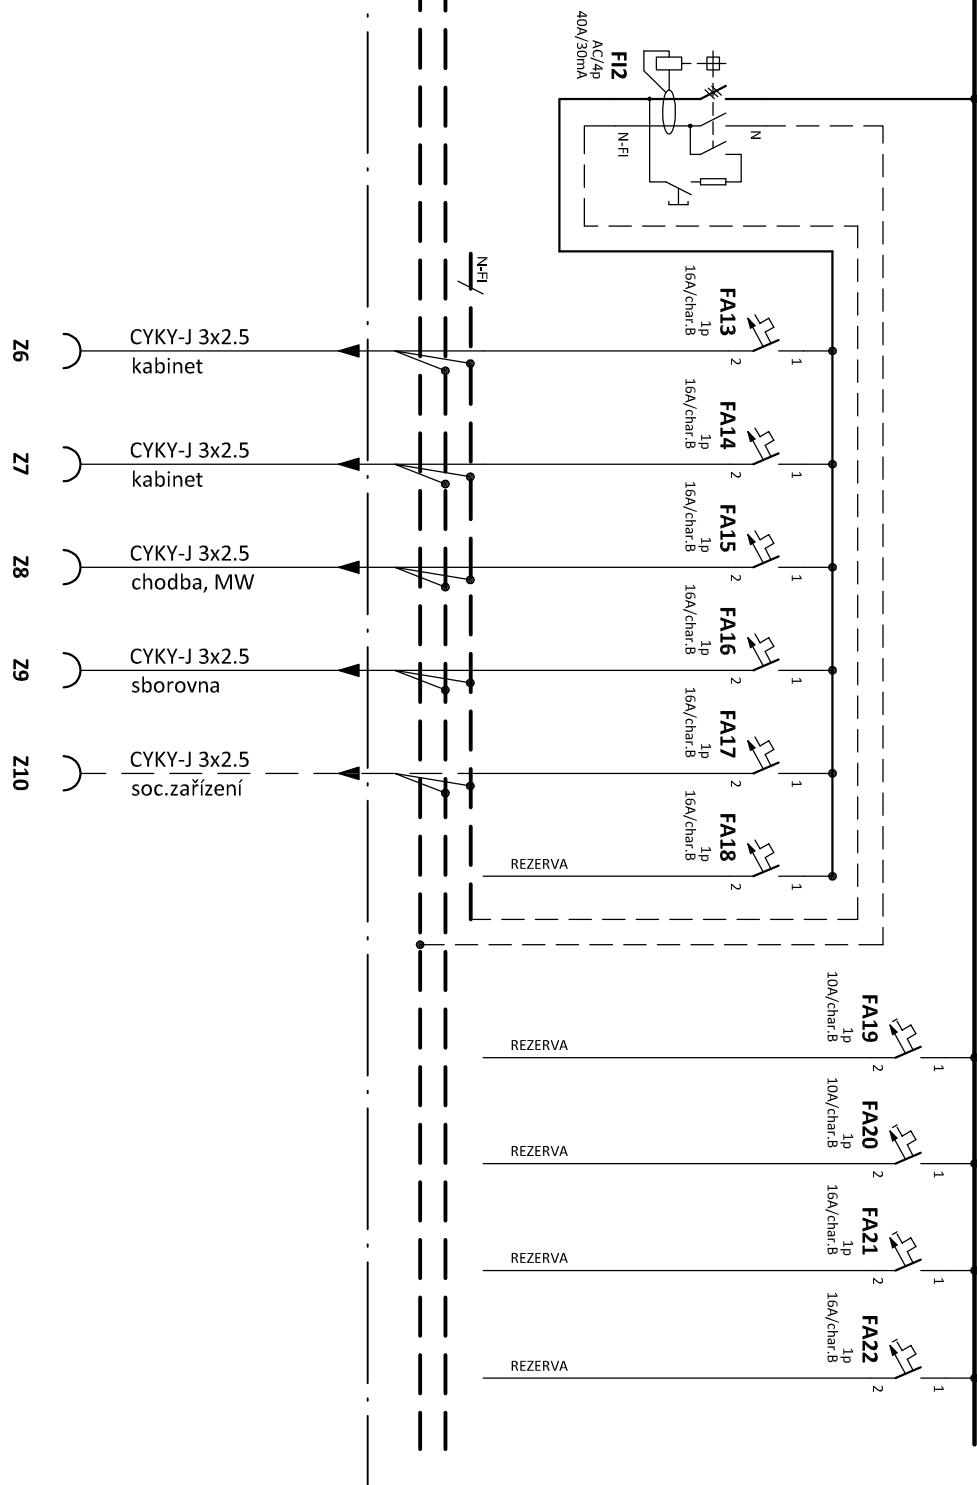 FI2
AC/4p
40A/30mA
N
N-FI
N-FI
FA13
1p
16A/char.B
1
2
CYKY-J 3x2.5
kabinet
Z6
FA14
1p
16A/char.B
1
2
CYKY-J 3x2.5
kabinet
Z7
FA15
1p
16A/char.B
1
2
CYKY-J 3x2.5
chodba, MW
Z8
FA16
1p
16A/char.B
1
2
CYKY-J 3x2.5
sborovna
Z9
FA17
1p
16A/char.B
1
2
CYKY-J 3x2.5
soc.zařízení
Z10
FA18
1p
16A/char.B
1
2
REZERVA
FA19
1p
10A/char.B
1
2
REZERVA
FA20
1p
10A/char.B
1
2
REZERVA
FA21
1p
16A/char.B
1
2
REZERVA
FA22
1p
16A/char.B
1
2
REZERVA